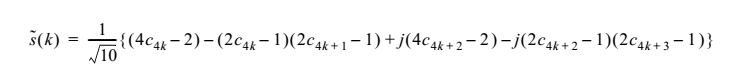 s̃(k) = 1/√10 {(4c_{4k} − 2) − (2c_{4k} − 1)(2c_{4k+1} − 1) + j(4c_{4k+2} − 2) − j(2c_{4k+2} − 1)(2c_{4k+3} − 1)}